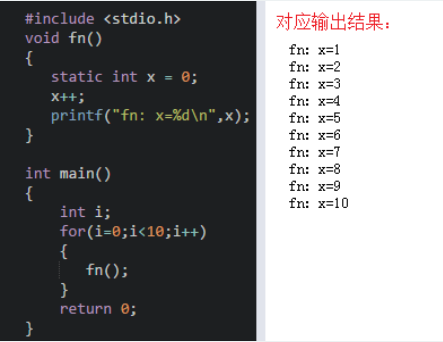 #include <stdio.h>
void fn()
{
    static int x = 0;
    x++;
    printf("fn: x=%d\n",x);
}
int main()
{
    int i;
    for(i=0;i<10;i++)
    {
        fn();
    }
    return 0;
}
对应输出结果：
fn: x=1
fn: x=2
fn: x=3
fn: x=4
fn: x=5
fn: x=6
fn: x=7
fn: x=8
fn: x=9
fn: x=10